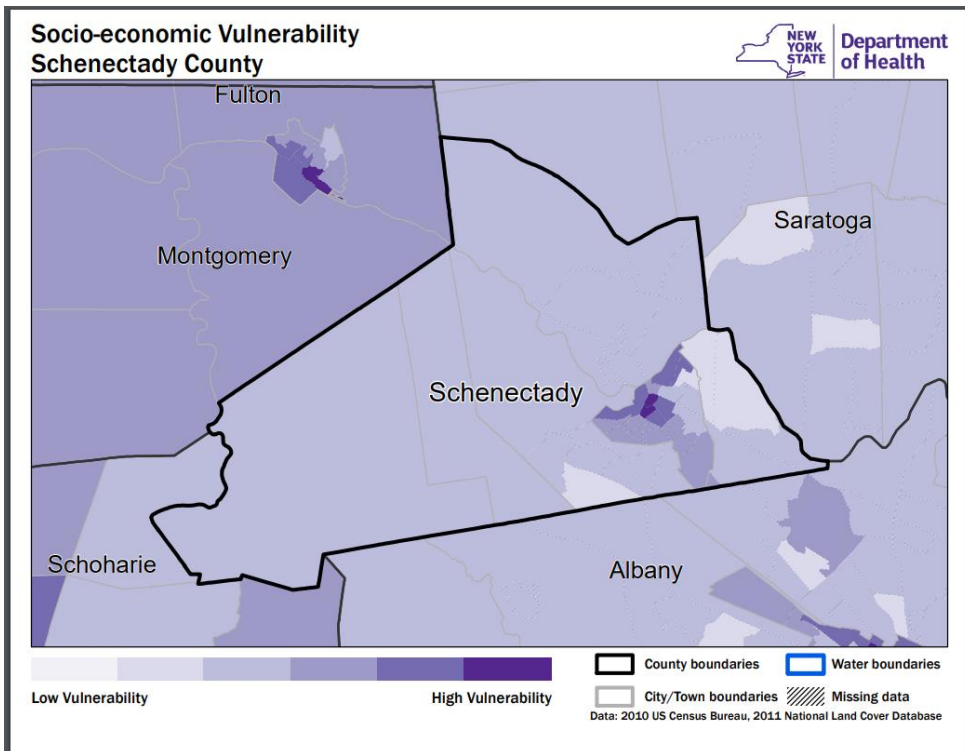 Socio-economic Vulnerability
Schenectady County
NEW
YORK
STATE
Department
of Health
Fulton
Saratoga
Montgomery
Schenectady
Schoharie
Albany
Low Vulnerability
High Vulnerability
County boundaries
Water boundaries
City/Town boundaries
Missing data
Data: 2010 US Census Bureau, 2011 National Land Cover Database